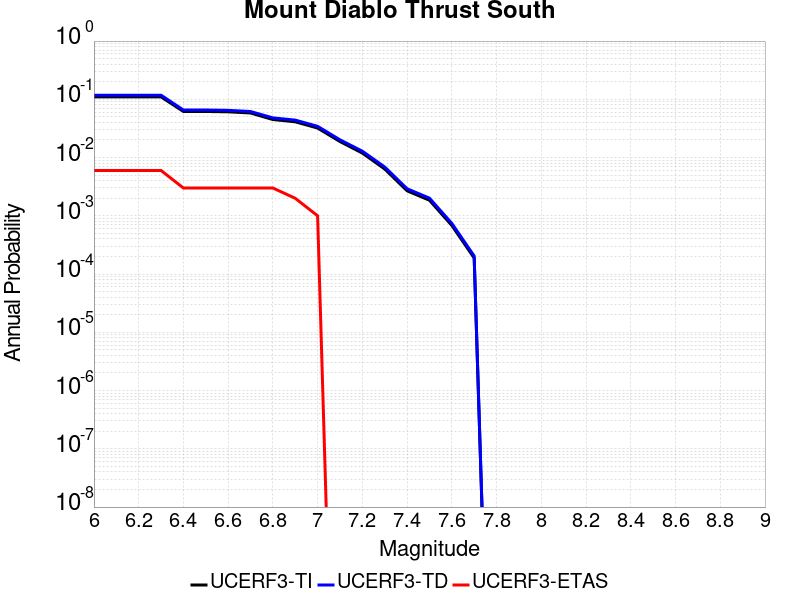 Mount Diablo Thrust South
10^0
10^-1
10^-2
10^-3
10^-4
10^-5
10^-6
10^-7
10^-8
Annual Probability
6 6.2 6.4 6.6 6.8 7 7.2 7.4 7.6 7.8 8 8.2 8.4 8.6 8.8 9
Magnitude
UCERF3-TI UCERF3-TD UCERF3-ETAS